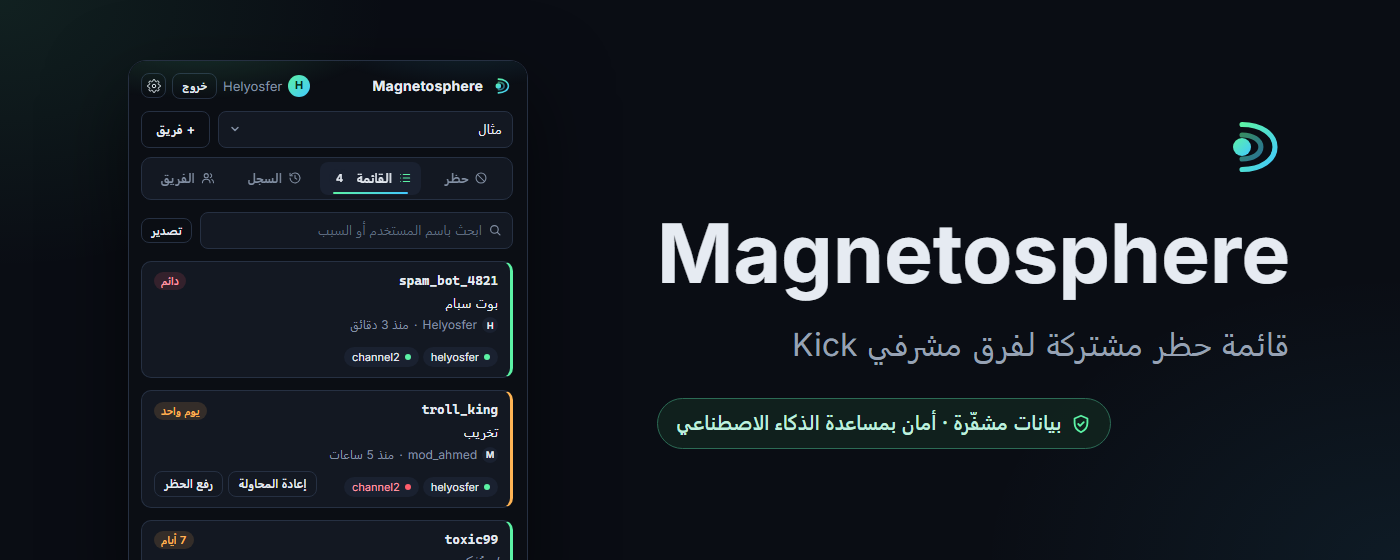 Magnetosphere
قائمة حظر مشتركة لفرق مشرفي Kick
بيانات مشفّرة · أمان بمساعدة الذكاء الاصطناعي
Magnetosphere
H Helyosfer خروج
مثال
+ فريق
حظر
القائمة 4
السجل
الفريق
ابحث باسم المستخدم أو السبب
تصدير
spam_bot_4821 دائم
بوت سبام
H Helyosfer · منذ 3 دقائق
helyosfer channel2
troll_king يوم واحد
تخريب
M mod_ahmed · منذ 5 ساعات
helyosfer channel2 إعادة المحاولة رفع الحظر
toxic99 7 أيام